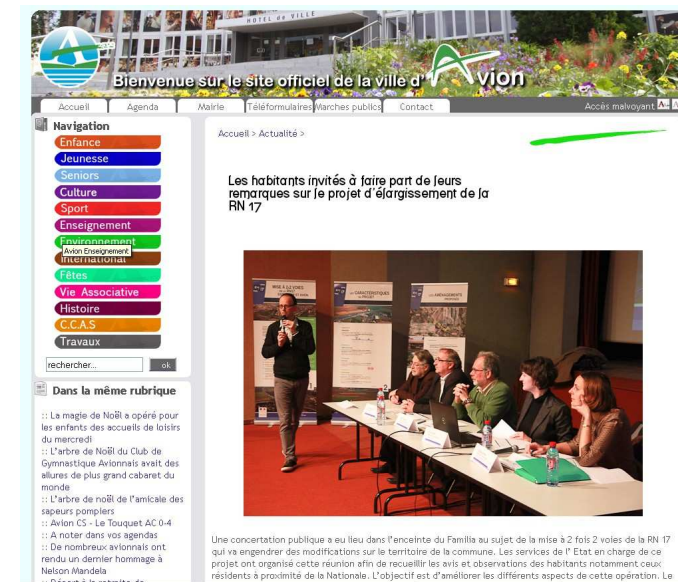 HOTEL de VILLE
Bienvenue sur le site officiel de la ville d'Avion
Accueil
Agenda
Mairie
Téléformulaires
Marches publics
Contact
Accès malvoyant A
Navigation
Enfance
Jeunesse
Seniors
Culture
Sport
Enseignement
Environnement
Avion Enseignement
International
Fêtes
Vie Associative
Histoire
C.C.A.S
Travaux
rechercher... ok
Dans la même rubrique
:: La magie de Noël a opéré pour
les enfants des accueils de loisirs
du mercredi
:: L'arbre de Noël du Club de
Gymnastique Avionnais avait des
allures de plus grand cabaret du
monde
:: L'arbre de noël de l'amicale des
sapeurs pompiers
:: Avion CS - Le Touquet AC 0-4
:: A noter dans vos agendas
:: De nombreux avionnais ont
rendu un dernier hommage à
Nelson Mandela
:: Départ à la retraite de
Accueil > Actualité >
Les habitants invités à faire part de leurs
remarques sur le projet d'élargissement de la
RN 17
Une concertation publique a eu lieu dans l'enceinte du Familia au sujet de la mise à 2 fois 2 voies de la RN 17
qui va engendrer des modifications sur le territoire de la commune. Les services de l' Etat en charge de ce
projet ont organisé cette réunion afin de recueillir les avis et observations des habitants notamment ceux
résidents à proximité de la Nationale. L'objectif est d'améliorer les différents aspects de cette opération. Le